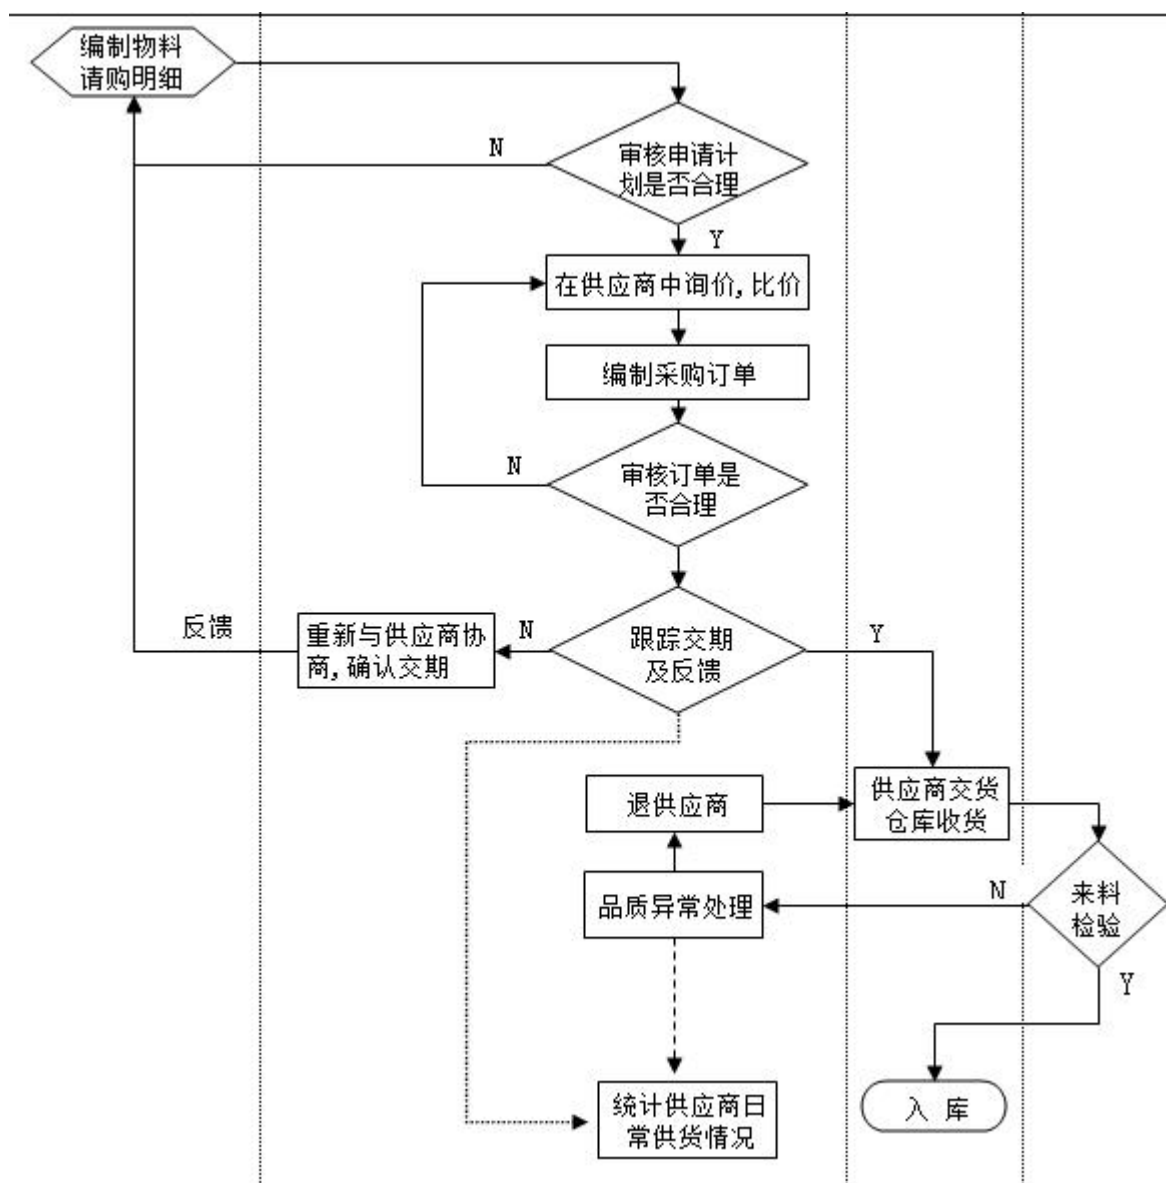 编制物料
请购明细
N
审核申请计
划是否合理
Y
在供应商中询价,比价
编制采购订单
N
审核订单是
否合理
反馈
重新与供应商协
商,确认交期
N
跟踪交期
及反馈
Y
退供应商
供应商交货
仓库收货
品质异常处理
N
来料
检验
Y
统计供应商日
常供货情况
入 库